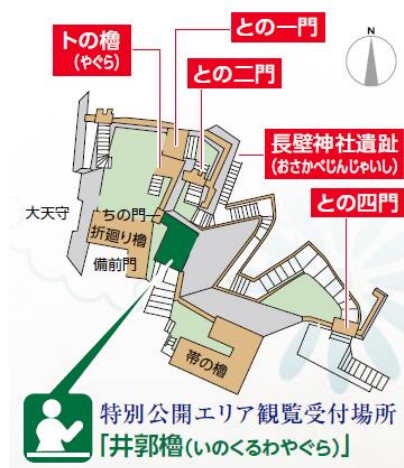 との一門
トの櫓
(やぐら)
との二門
N
長壁神社遺趾
(おさかべじんじゃいし)
との四門
大天守
ちの門
折廻り櫓
備前門
帯の櫓
特別公開エリア観覧受付場所
「井郭櫓(いのくるわやぐら)」